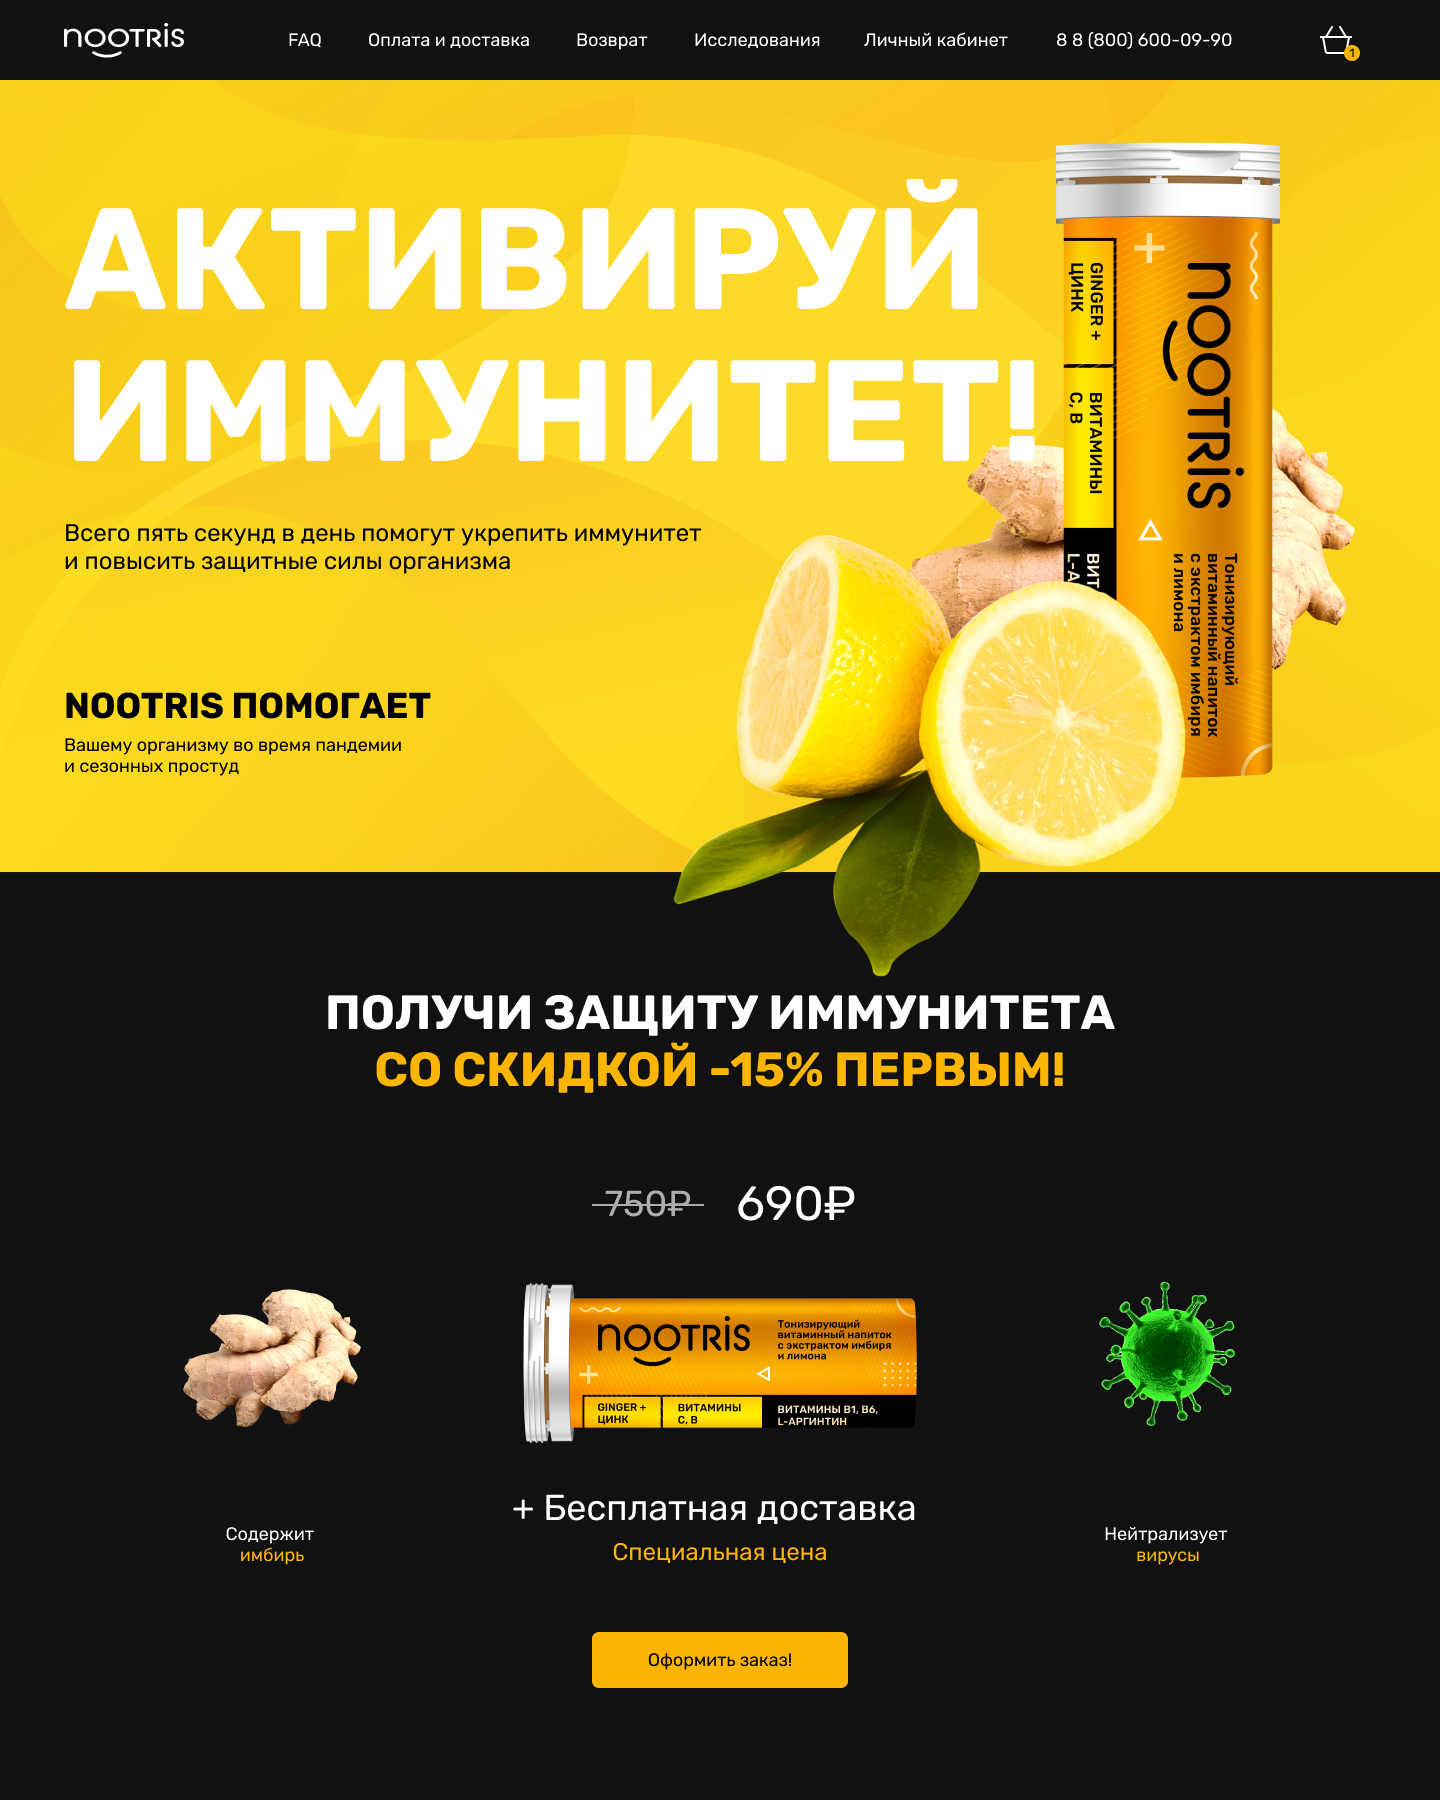 nooTRiS
FAQ
Оплата и доставка
Возврат
Исследования
Личный кабинет
8 8 (800) 600-09-90
1
АКТИВИРУЙ
ИММУНИТЕТ!
Всего пять секунд в день помогут укрепить иммунитет
и повысить защитные силы организма
NOOTRIS ПОМОГАЕТ
Вашему организму во время пандемии
и сезонных простуд
nooTRiS
Тонизирующий
витаминный напиток
с экстрактом имбиря
и лимона
GINGER +
ЦИНК
ВИТАМИНЫ
C, B
ВИТ
L-A
ПОЛУЧИ ЗАЩИТУ ИММУНИТЕТА
СО СКИДКОЙ -15% ПЕРВЫМ!
750₽
690₽
nooTRiS
Тонизирующий
витаминный напиток
с экстрактом имбиря
и лимона
GINGER +
ЦИНК
ВИТАМИНЫ
C, B
ВИТАМИНЫ B1, B6,
L-АРГИНТИН
Содержит
имбирь
+ Бесплатная доставка
Специальная цена
Нейтрализует
вирусы
Оформить заказ!